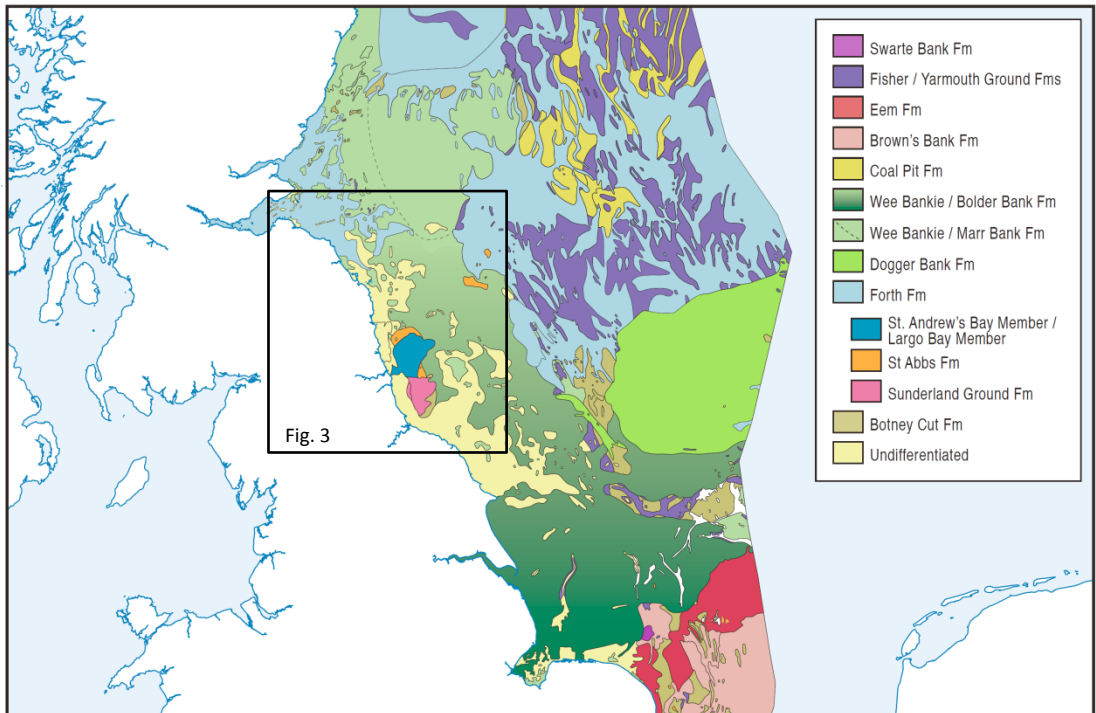 Swarte Bank Fm
Fisher / Yarmouth Ground Fms
Eem Fm
Brown's Bank Fm
Coal Pit Fm
Wee Bankie / Bolder Bank Fm
Wee Bankie / Marr Bank Fm
Dogger Bank Fm
Forth Fm
St. Andrew's Bay Member /
Largo Bay Member
St Abbs Fm
Sunderland Ground Fm
Botney Cut Fm
Undifferentiated
Fig. 3